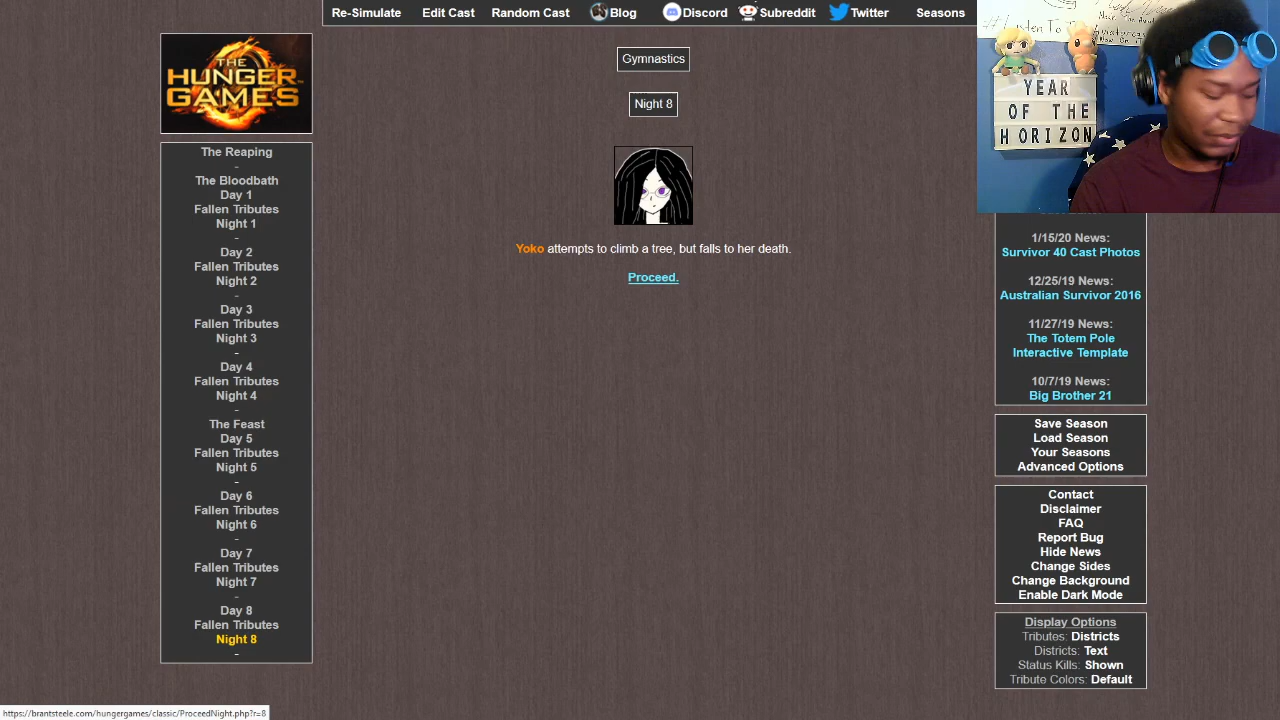 Re-Simulate Edit Cast Random Cast Blog Discord Subreddit Twitter Seasons
THE
HUNGER
GAMES
The Reaping
-
The Bloodbath
Day 1
Fallen Tributes
Night 1
-
Day 2
Fallen Tributes
Night 2
-
Day 3
Fallen Tributes
Night 3
-
Day 4
Fallen Tributes
Night 4
-
The Feast
Day 5
Fallen Tributes
Night 5
-
Day 6
Fallen Tributes
Night 6
-
Day 7
Fallen Tributes
Night 7
-
Day 8
Fallen Tributes
Night 8
-
Gymnastics
Night 8
Yoko attempts to climb a tree, but falls to her death.
Proceed.
YEAR
OF THE
HORIZON
1/15/20 News:
Survivor 40 Cast Photos
12/25/19 News:
Australian Survivor 2016
11/27/19 News:
The Totem Pole
Interactive Template
10/7/19 News:
Big Brother 21
Save Season
Load Season
Your Seasons
Advanced Options
Contact
Disclaimer
FAQ
Report Bug
Hide News
Change Sides
Change Background
Enable Dark Mode
Display Options
Tributes: Districts
Districts: Text
Status Kills: Shown
Tribute Colors: Default
https://brantsteele.com/hungergames/classic/ProceedNight.php?r=8